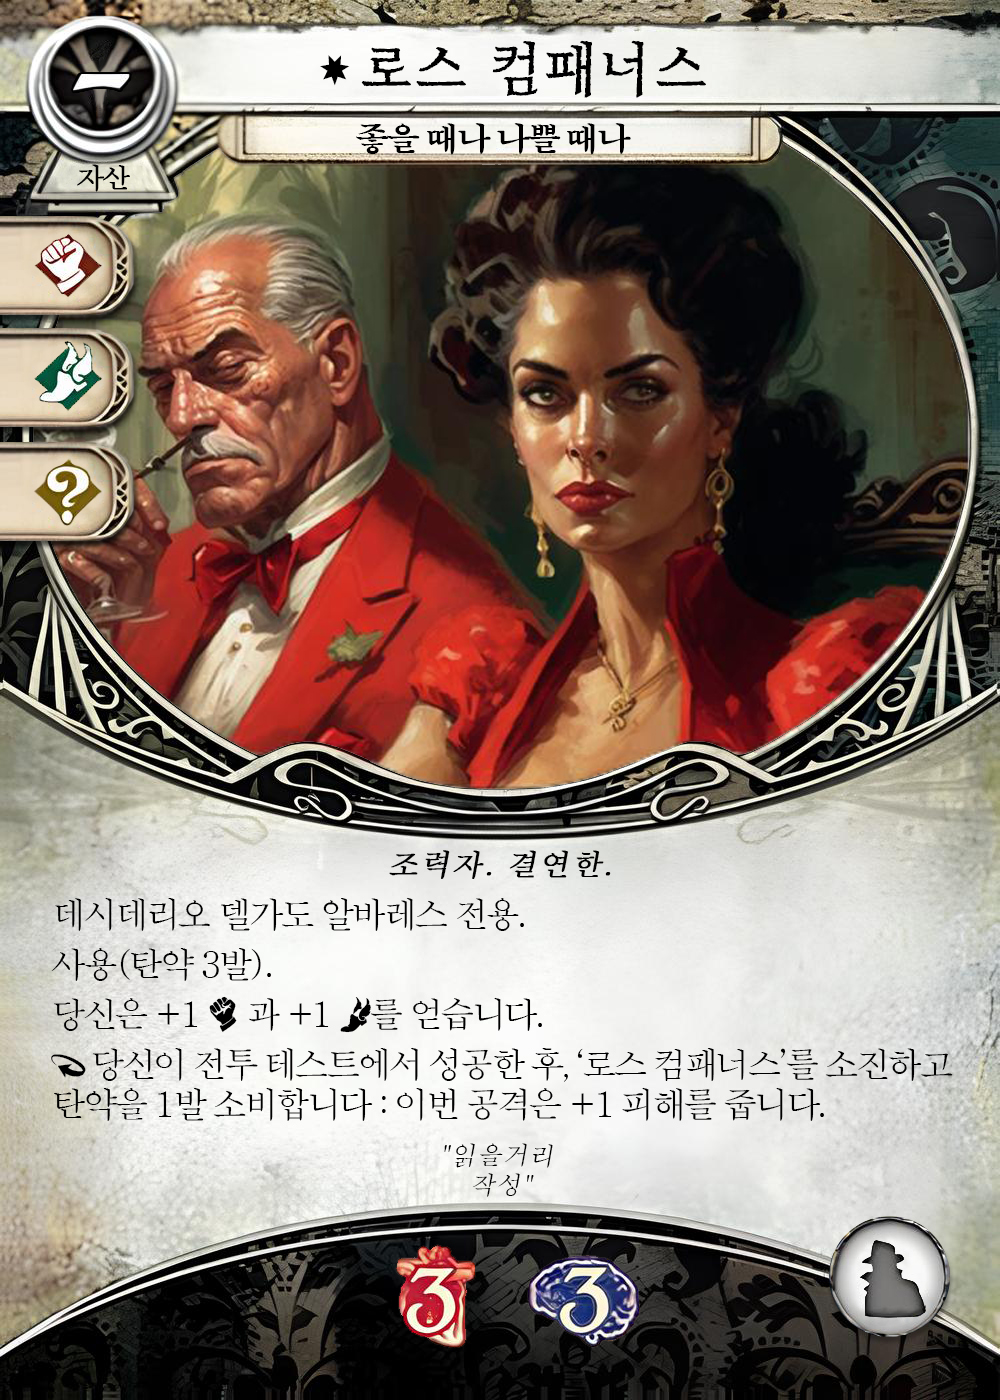 로스 컴패너스
좋을 때나 나쁠 때나
자산
조력자. 결연한.
데시데리오 델가도 알바레스 전용.
사용(탄약 3발).
당신은 +1 과 +1 를 얻습니다.
당신이 전투 테스트에서 성공한 후, ‘로스 컴패너스’를 소진하고
탄약을 1발 소비합니다 : 이번 공격은 +1 피해를 줍니다.
"읽을거리
작성"
3 3